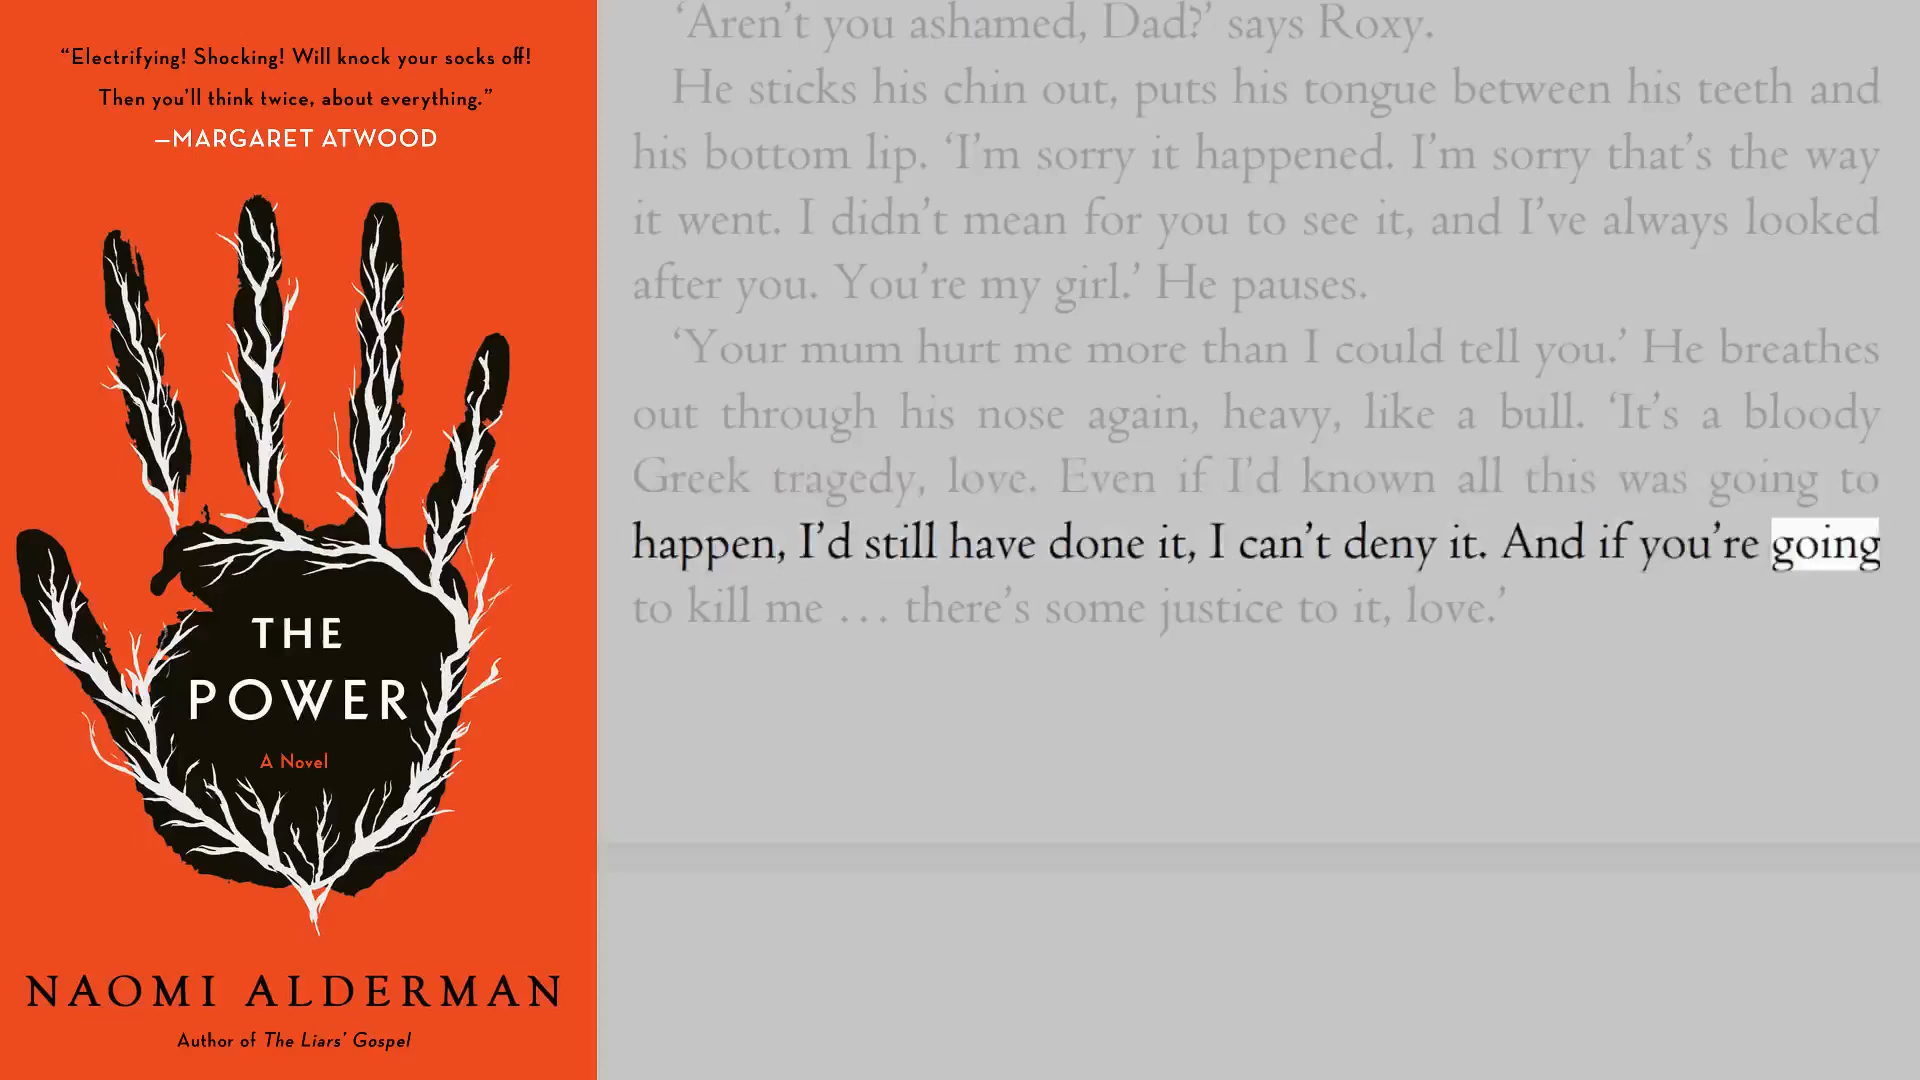 “Electrifying! Shocking! Will knock your socks off!
Then you’ll think twice, about everything.”
—MARGARET ATWOOD
THE
POWER
A Novel
NAOMI ALDERMAN
Author of The Liars’ Gospel
‘Aren’t you ashamed, Dad?’ says Roxy.
He sticks his chin out, puts his tongue between his teeth and
his bottom lip. ‘I’m sorry it happened. I’m sorry that’s the way
it went. I didn’t mean for you to see it, and I’ve always looked
after you. You’re my girl.’ He pauses.
‘Your mum hurt me more than I could tell you.’ He breathes
out through his nose again, heavy, like a bull. ‘It’s a bloody
Greek tragedy, love. Even if I’d known all this was going to
happen, I’d still have done it, I can’t deny it. And if you’re going
to kill me … there’s some justice to it, love.’